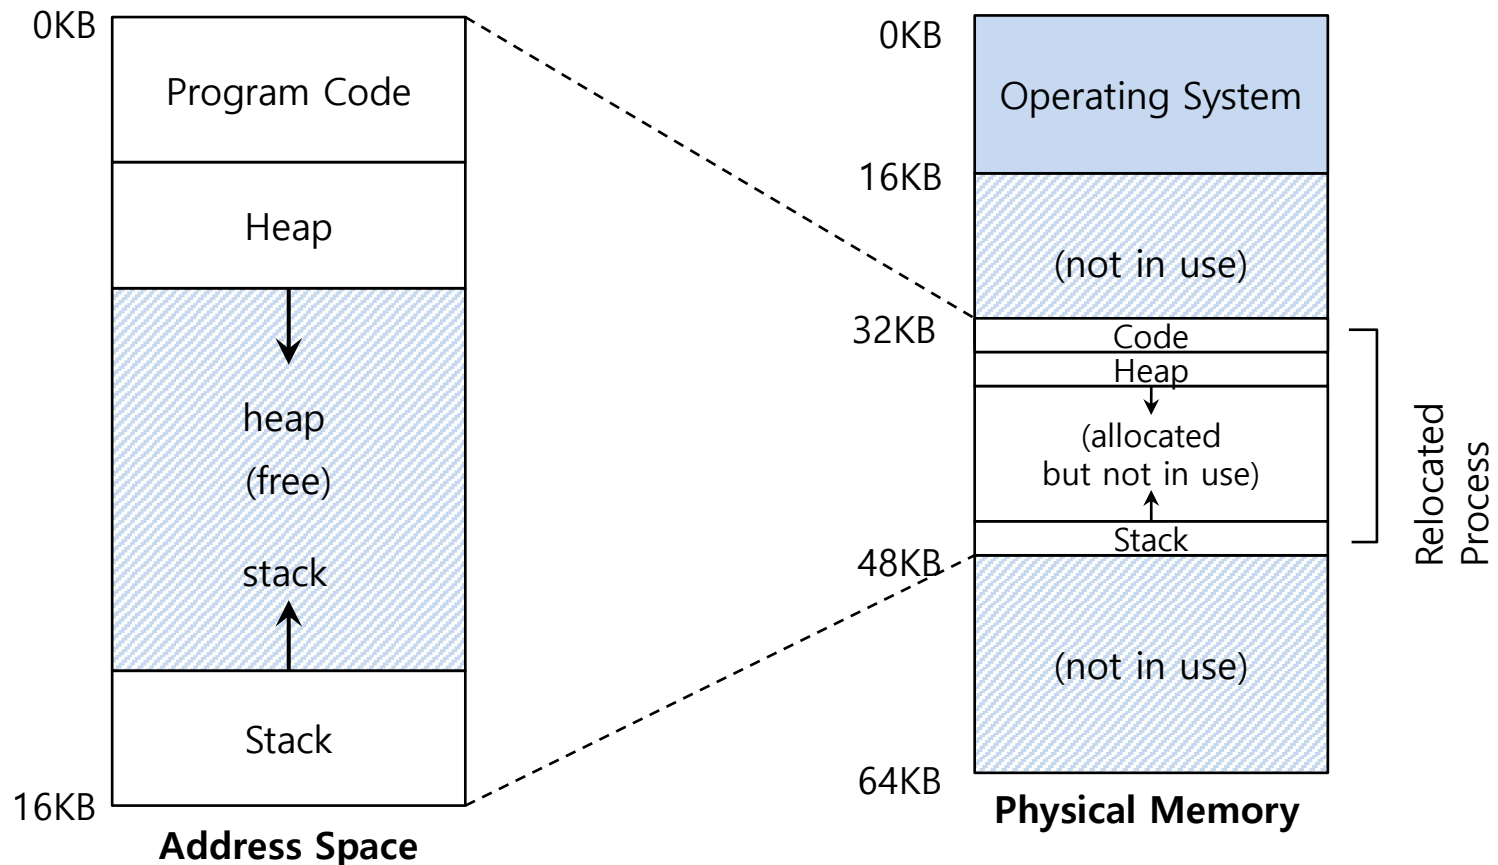 0KB
Program Code
Heap
heap
(free)
stack
Stack
16KB
Address Space
0KB
Operating System
16KB
(not in use)
32KB
Code
Heap
(allocated
but not in use)
Stack
48KB
(not in use)
64KB
Physical Memory
Relocated
Process